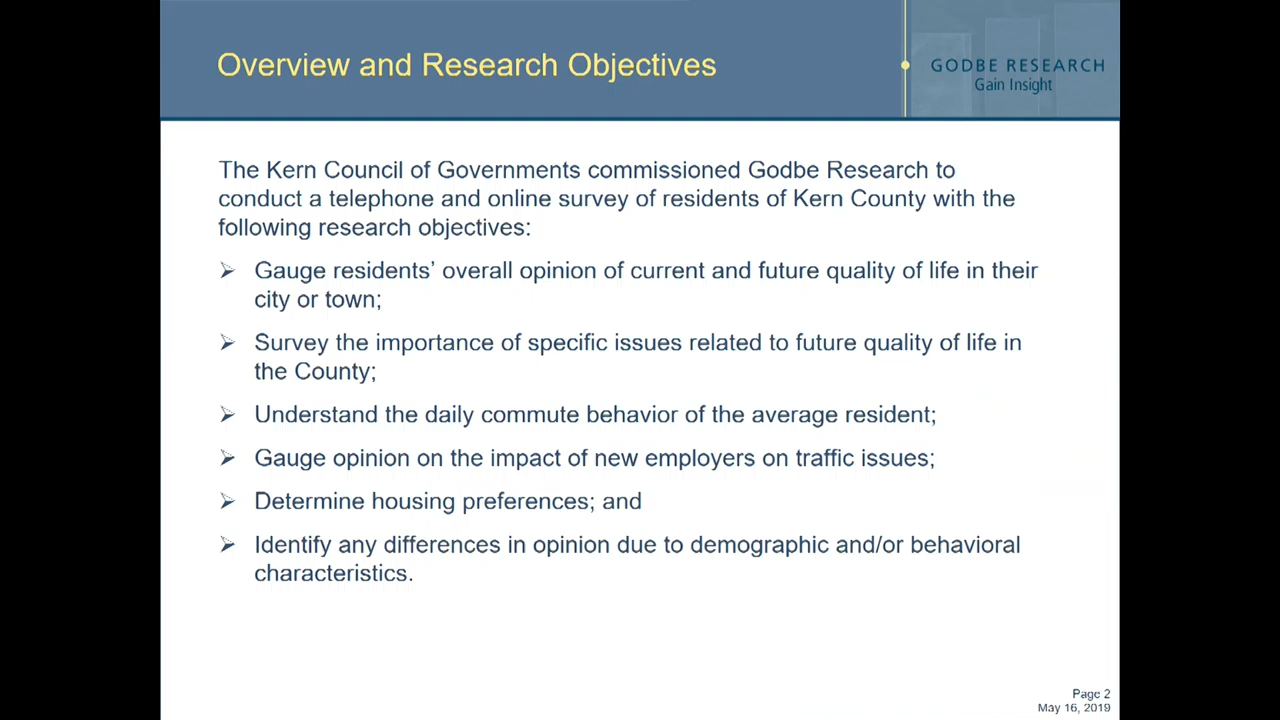 Overview and Research Objectives
GODBE RESEARCH
Gain Insight
The Kern Council of Governments commissioned Godbe Research to
conduct a telephone and online survey of residents of Kern County with the
following research objectives:
➢ Gauge residents’ overall opinion of current and future quality of life in their
city or town;
➢ Survey the importance of specific issues related to future quality of life in
the County;
➢ Understand the daily commute behavior of the average resident;
➢ Gauge opinion on the impact of new employers on traffic issues;
➢ Determine housing preferences; and
➢ Identify any differences in opinion due to demographic and/or behavioral
characteristics.
Page 2
May 16, 2019